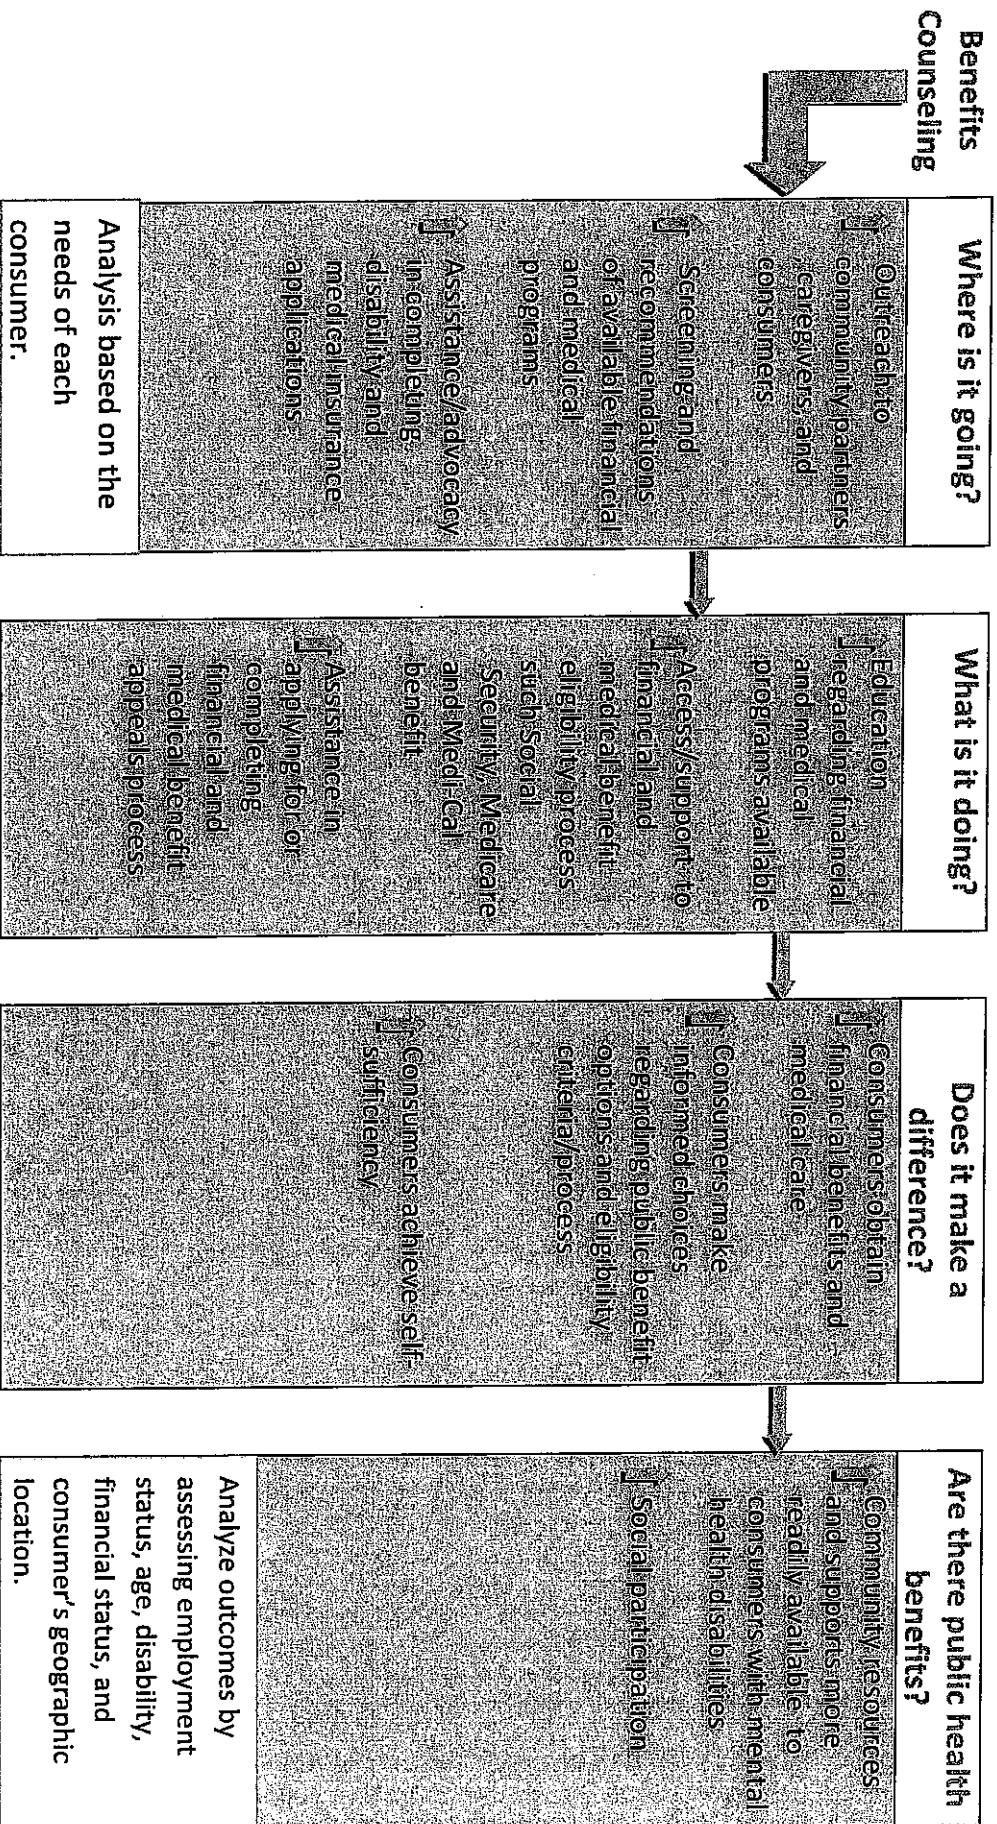 Benefits
Counseling
Where is it going?
Outreach to
community partners
, caregivers, and
consumers
Screening and
recommendations
of available financial
and medical
programs
Assistance/advocacy
in completing
disability and
medical insurance
applications
Analysis based on the
needs of each
consumer.
What is it doing?
Education
regarding financial
and medical
programs available
Access/support to
financial and
medical benefit
eligibility process
such Social
Security, Medicare
and Medi-Cal
benefit
Assistance in
applying for or
completing
financial and
medical benefit
appeals process
Does it make a
difference?
Consumers obtain
financial benefits and
medical care
Consumers make
informed choices
regarding public benefit
options and eligibility
criteria/process
Consumers achieve self-
sufficiency
Are there public health
benefits?
Community resources
and supports more
readily available to
consumers with mental
health disabilities
Social participation
Analyze outcomes by
assessing employment
status, age, disability,
financial status, and
consumer's geographic
location.